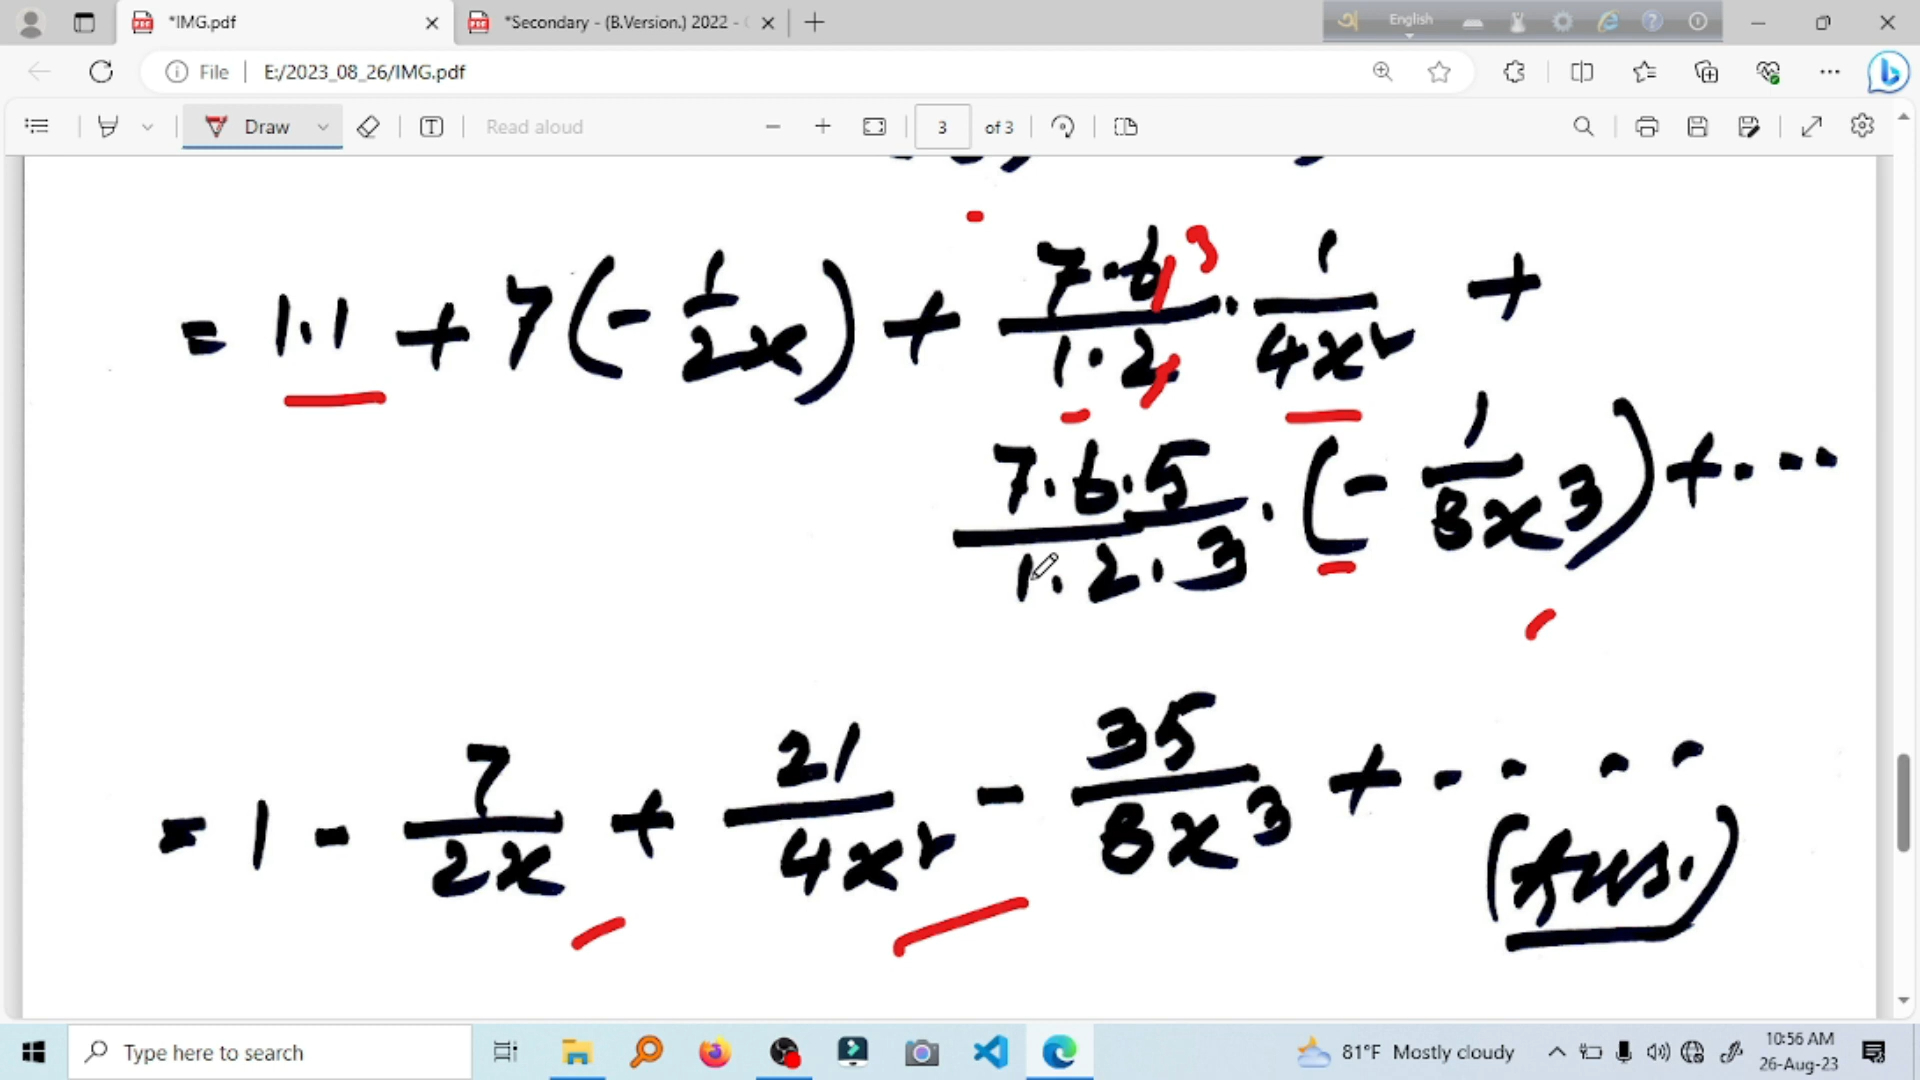 *IMG.pdf
*Secondary - (B.Version.) 2022 -
English
File
E:/2023_08_26/IMG.pdf
Draw
Read aloud
3
of 3
= 1.1 + 7(- 1/2x) + 7.6/1.2 . 1/4x² +
3
7.6.5/1.2.3 . (- 1/8x3) + ...
= 1 - 7/2x + 21/4x² - 35/8x3 + ....
(Ans.)
Type here to search
81°F Mostly cloudy
10:56 AM
26-Aug-23